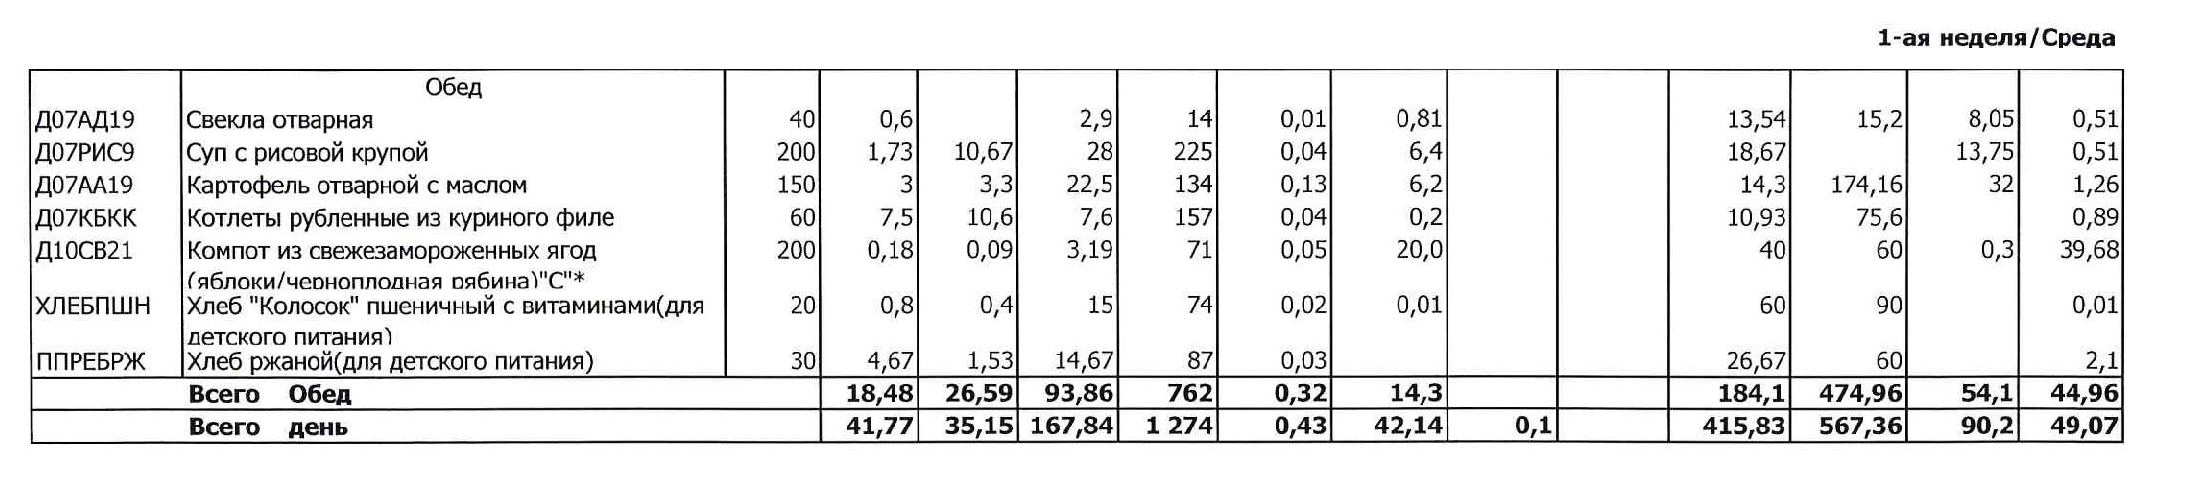 1-ая неделя/Среда
Обед
Д07АД19 Свекла отварная 40 0,6 2,9 14 0,01 0,81 13,54 15,2 8,05 0,51
Д07РИС9 Суп с рисовой крупой 200 1,73 10,67 28 225 0,04 6,4 18,67 13,75 0,51
Д07АА19 Картофель отварной с маслом 150 3 3,3 22,5 134 0,13 6,2 14,3 174,16 32 1,26
Д07КБКК Котлеты рубленные из куриного филе 60 7,5 10,6 7,6 157 0,04 0,2 10,93 75,6 0,89
Д10СВ21 Компот из свежезамороженных ягод 200 0,18 0,09 3,19 71 0,05 20,0 40 60 0,3 39,68
(яблоки/черноплодная рябина)"С"*
ХЛЕБПШН Хлеб "Колосок" пшеничный с витаминами(для 20 0,8 0,4 15 74 0,02 0,01 60 90 0,01
детского питания)
ППРЕБРЖ Хлеб ржаной(для детского питания) 30 4,67 1,53 14,67 87 0,03 26,67 60 2,1
Всего Обед 18,48 26,59 93,86 762 0,32 14,3 184,1 474,96 54,1 44,96
Всего день 41,77 35,15 167,84 1 274 0,43 42,14 0,1 415,83 567,36 90,2 49,07